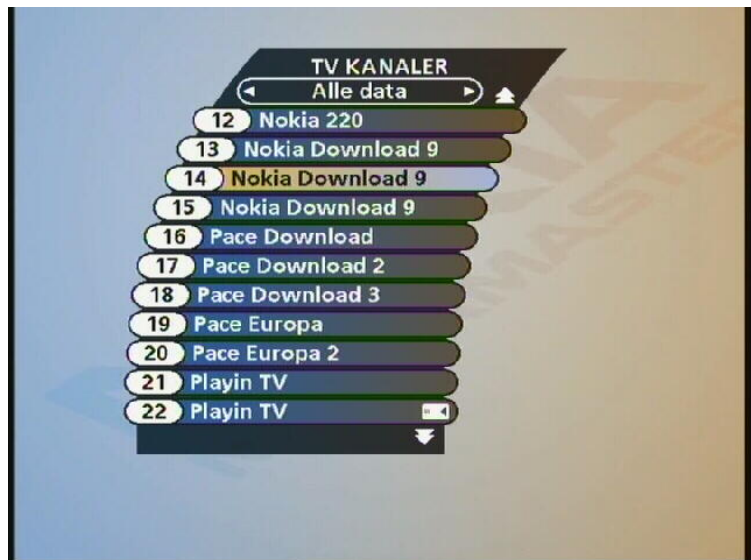 TV KANALER
Alle data
12 Nokia 220
13 Nokia Download 9
14 Nokia Download 9
15 Nokia Download 9
16 Pace Download
17 Pace Download 2
18 Pace Download 3
19 Pace Europa
20 Pace Europa 2
21 Playin TV
22 Playin TV